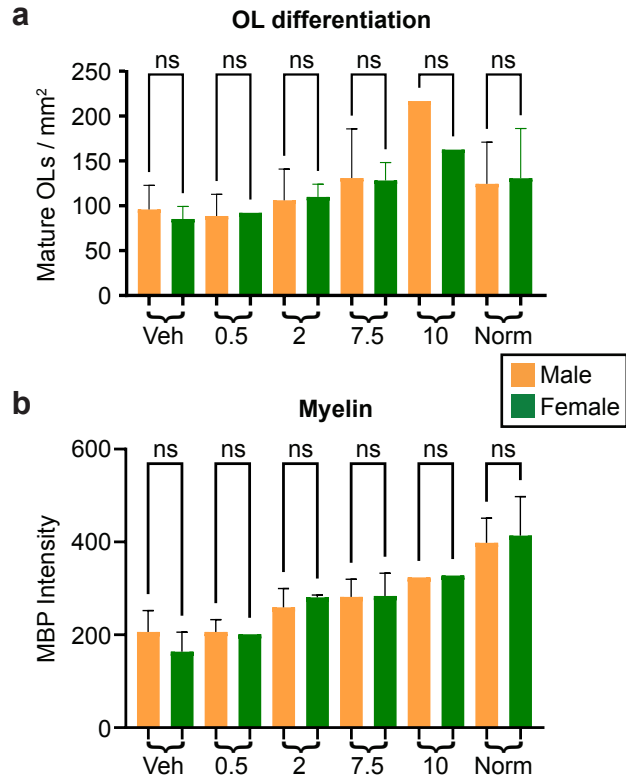 a
OL differentiation
ns ns ns ns ns ns
250
200
150
100
50
0
Mature OLs / mm²
Veh 0.5 2 7.5 10 Norm
Male
Female
b
Myelin
ns ns ns ns ns ns
600
400
200
0
MBP Intensity
Veh 0.5 2 7.5 10 Norm